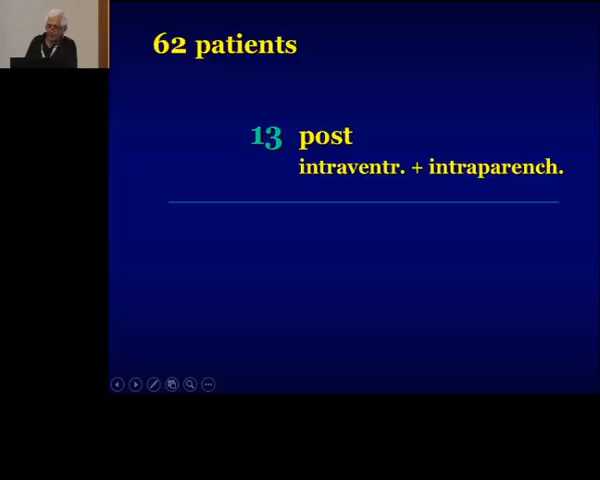 62 patients
13 post
intraventr. + intraparench.